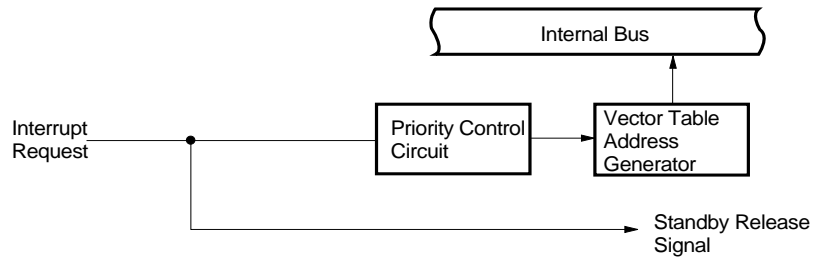 Internal Bus
Interrupt
Request
Priority Control
Circuit
Vector Table
Address
Generator
Standby Release
Signal